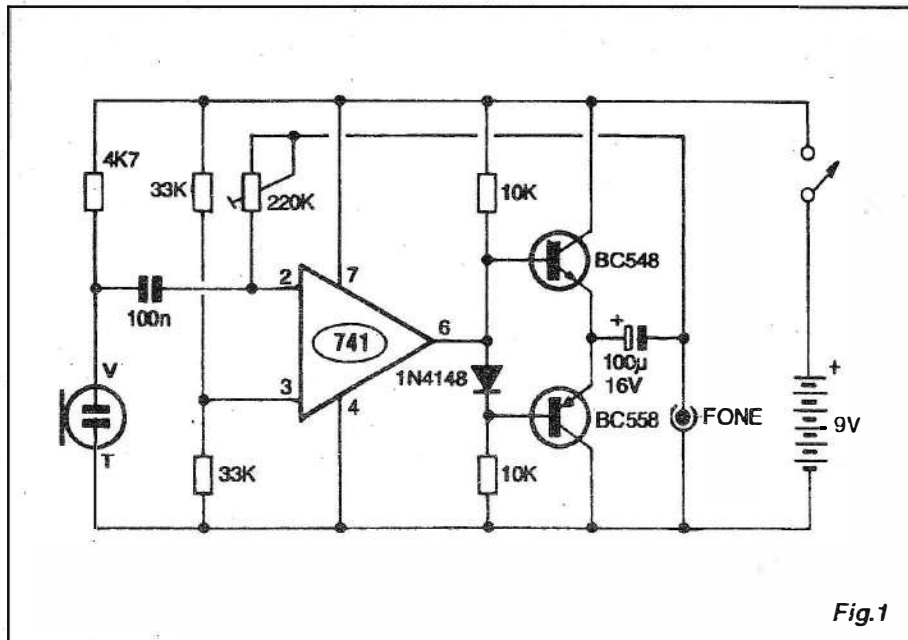 4K7
33K
220K
10K
BC548
100n
2
7
741
6
3
4
1N4148
+
100µ
16V
BC558
FONE
+
9V
V
T
33K
10K
Fig.1